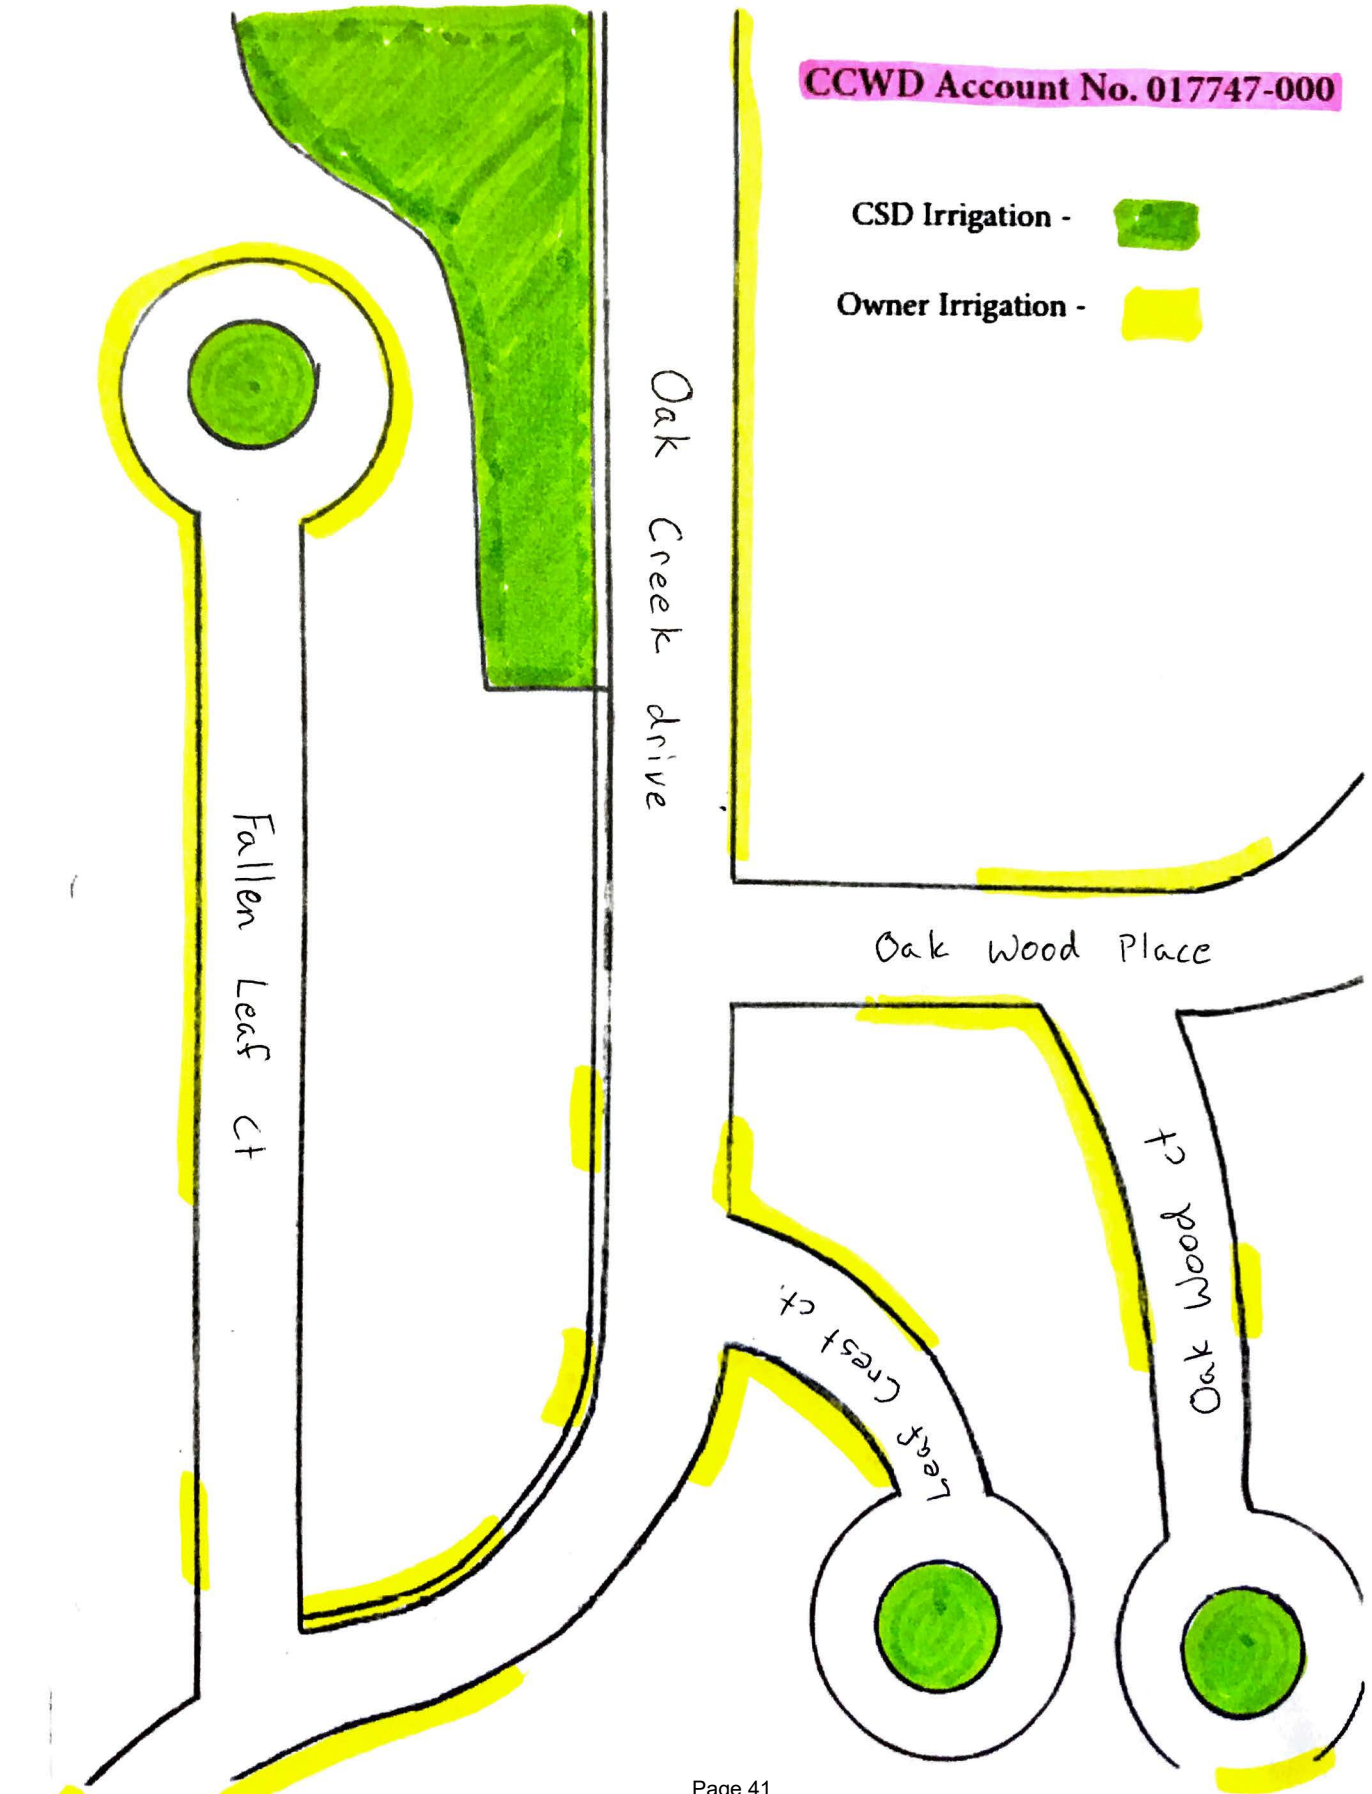 CCWD Account No. 017747-000
CSD Irrigation -
Owner Irrigation -
Oak Creek drive
Fallen Leaf Ct
Oak Wood Place
Oak Wood ct
Leaf Crest ct.
Page 41